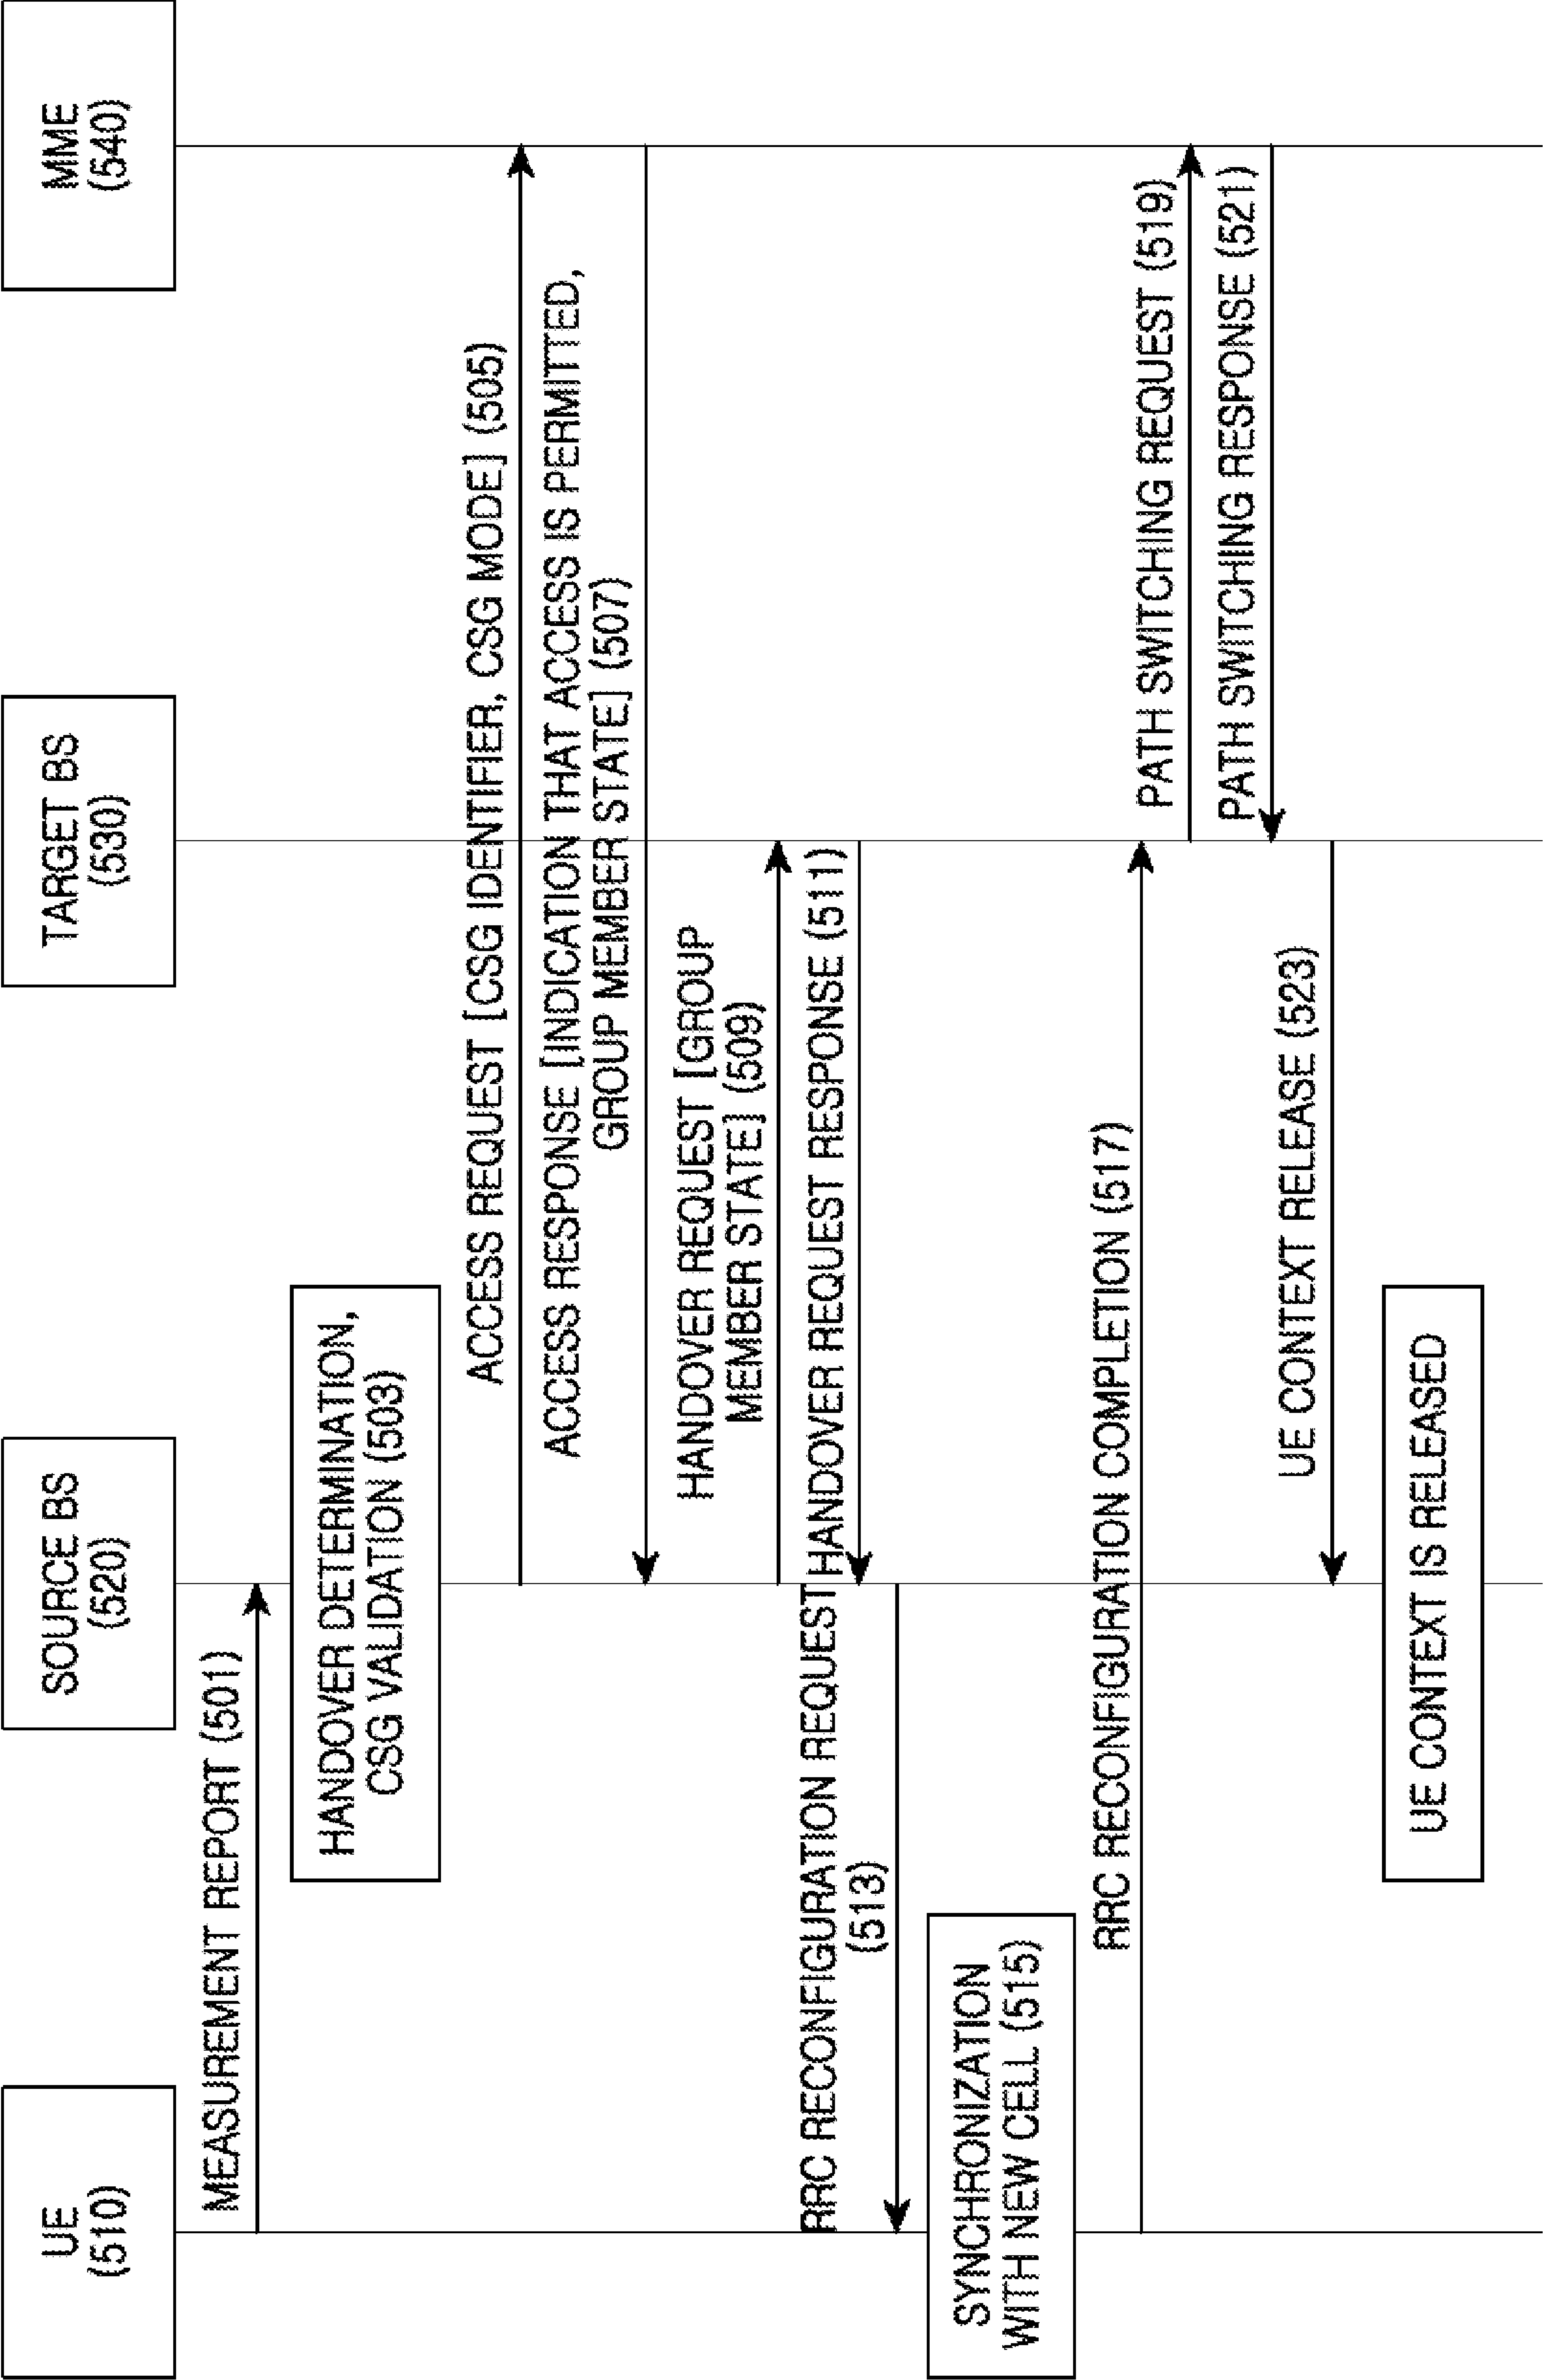 UE
(510)
SOURCE BS
(520)
TARGET BS
(530)
MME
(540)
MEASUREMENT REPORT (501)
HANDOVER DETERMINATION,
CSG VALIDATION (503)
ACCESS REQUEST [CSG IDENTIFIER, CSG MODE] (505)
ACCESS RESPONSE [INDICATION THAT ACCESS IS PERMITTED,
GROUP MEMBER STATE] (507)
HANDOVER REQUEST [GROUP
MEMBER STATE] (509)
HANDOVER REQUEST RESPONSE (511)
RRC RECONFIGURATION REQUEST
(513)
SYNCHRONIZATION
WITH NEW CELL (515)
RRC RECONFIGURATION COMPLETION (517)
PATH SWITCHING REQUEST (519)
PATH SWITCHING RESPONSE (521)
UE CONTEXT RELEASE (523)
UE CONTEXT IS RELEASED